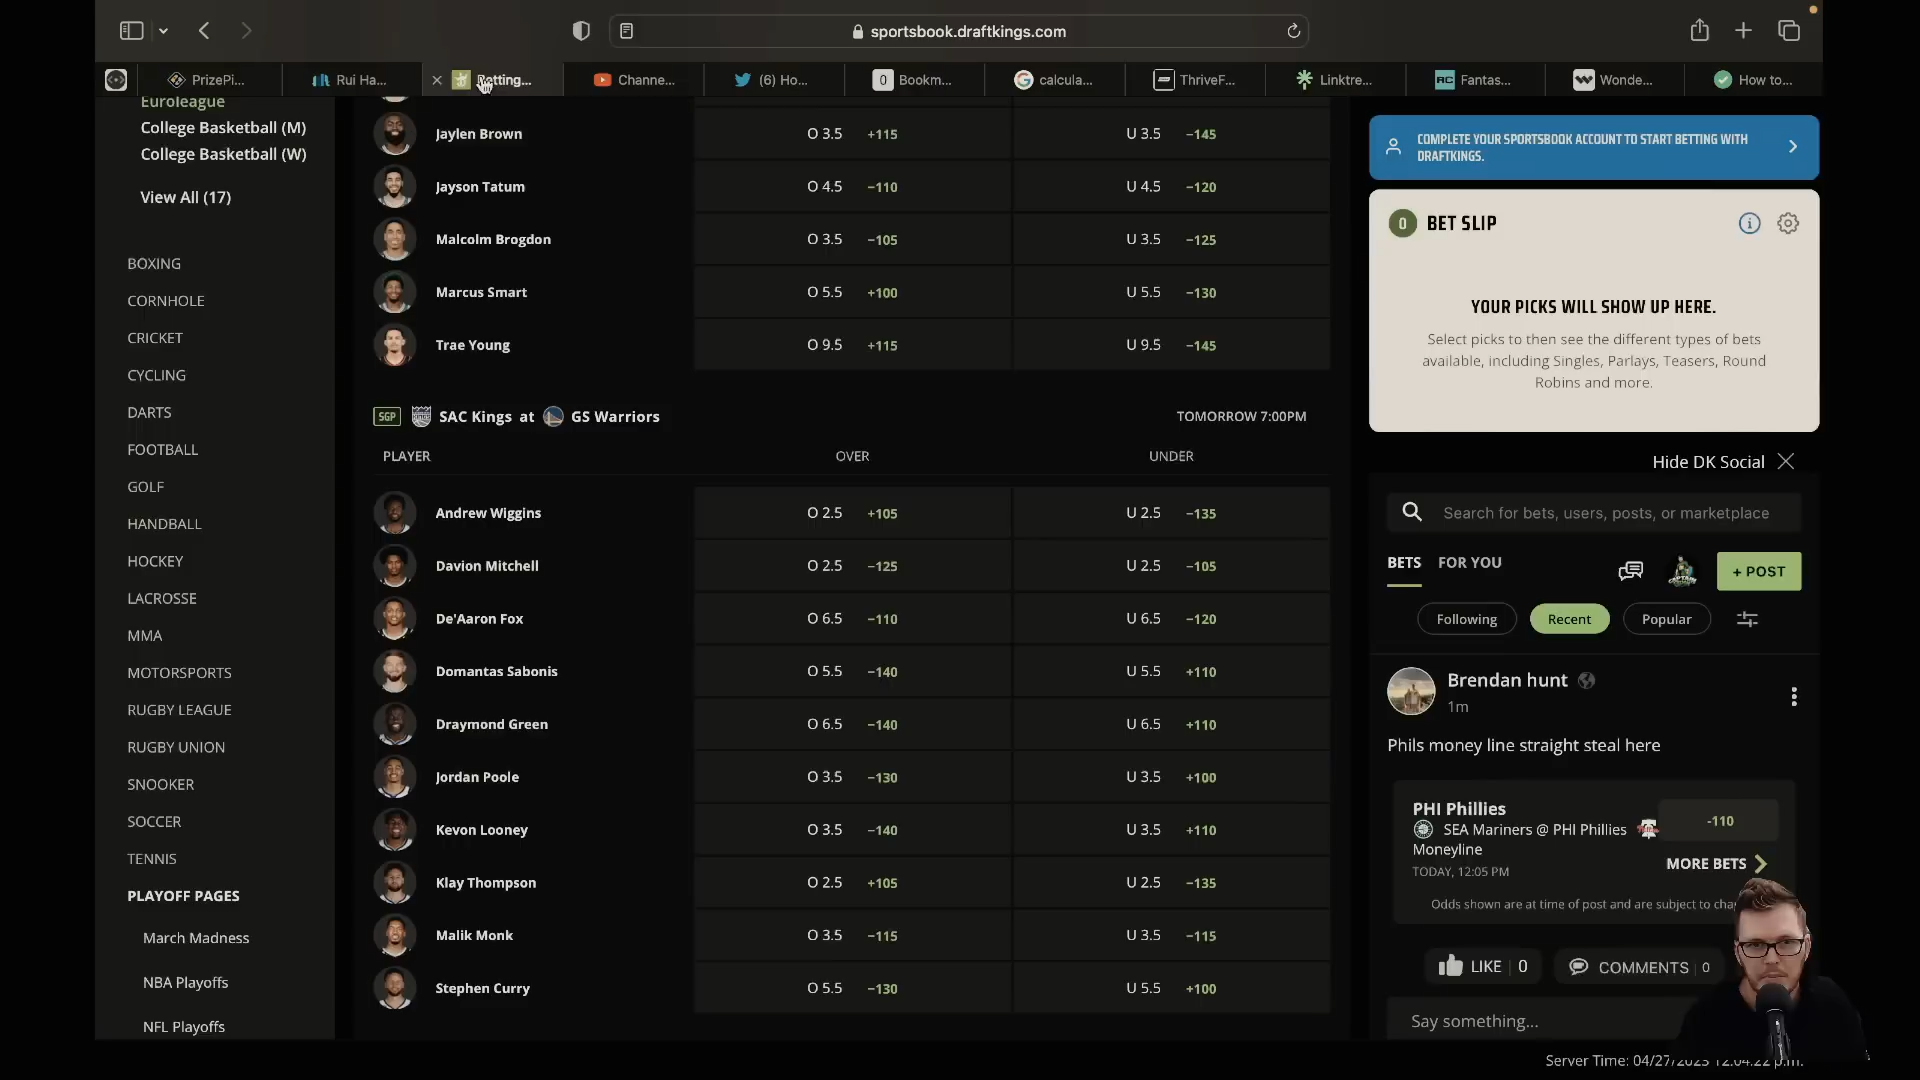 sportsbook.draftkings.com
PrizePi...
Rui Ha...
Betting...
Channe...
(6) Ho...
Bookm...
calcula...
ThriveF...
Linktre...
Fantas...
Wonde...
How to...
Euroleague
College Basketball (M)
College Basketball (W)
View All (17)
BOXING
CORNHOLE
CRICKET
CYCLING
DARTS
FOOTBALL
GOLF
HANDBALL
HOCKEY
LACROSSE
MMA
MOTORSPORTS
RUGBY LEAGUE
RUGBY UNION
SNOOKER
SOCCER
TENNIS
PLAYOFF PAGES
March Madness
NBA Playoffs
NFL Playoffs
Jaylen Brown O 3.5 +115 U 3.5 −145
Jayson Tatum O 4.5 −110 U 4.5 −120
Malcolm Brogdon O 3.5 −105 U 3.5 −125
Marcus Smart O 5.5 +100 U 5.5 −130
Trae Young O 9.5 +115 U 9.5 −145
SGP SAC Kings at GS Warriors TOMORROW 7:00PM
PLAYER OVER UNDER
Andrew Wiggins O 2.5 +105 U 2.5 −135
Davion Mitchell O 2.5 −125 U 2.5 −105
De'Aaron Fox O 6.5 −110 U 6.5 −120
Domantas Sabonis O 5.5 −140 U 5.5 +110
Draymond Green O 6.5 −140 U 6.5 +110
Jordan Poole O 3.5 −130 U 3.5 +100
Kevon Looney O 3.5 −140 U 3.5 +110
Klay Thompson O 2.5 +105 U 2.5 −135
Malik Monk O 3.5 −115 U 3.5 −115
Stephen Curry O 5.5 −130 U 5.5 +100
COMPLETE YOUR SPORTSBOOK ACCOUNT TO START BETTING WITH
DRAFTKINGS.
0 BET SLIP
YOUR PICKS WILL SHOW UP HERE.
Select picks to then see the different types of bets
available, including Singles, Parlays, Teasers, Round
Robins and more.
Hide DK Social
Search for bets, users, posts, or marketplace
BETS FOR YOU + POST
Following Recent Popular
Brendan hunt
1m
Phils money line straight steal here
PHI Phillies -110
SEA Mariners @ PHI Phillies
Moneyline
MORE BETS
TODAY, 12:05 PM
Odds shown are at time of post and are subject to cha
LIKE | 0 COMMENTS | 0
Say something...
Server Time: 04/27/2023 12:04:22 p.m.